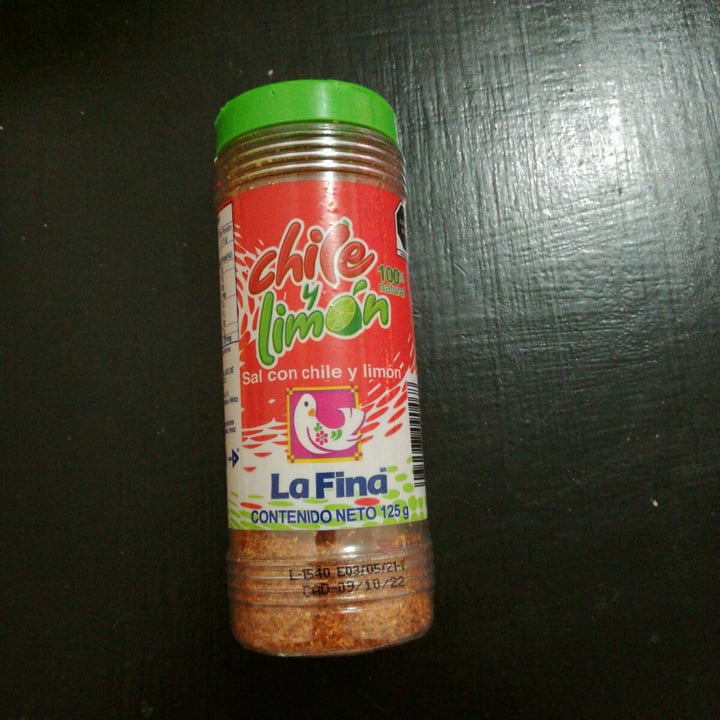 chile
y
limón
100%
natural
Sal con chile y limón
La Fina
CONTENIDO NETO 125 g
L-1540 E03/05/21-1
CAD-09/10/22